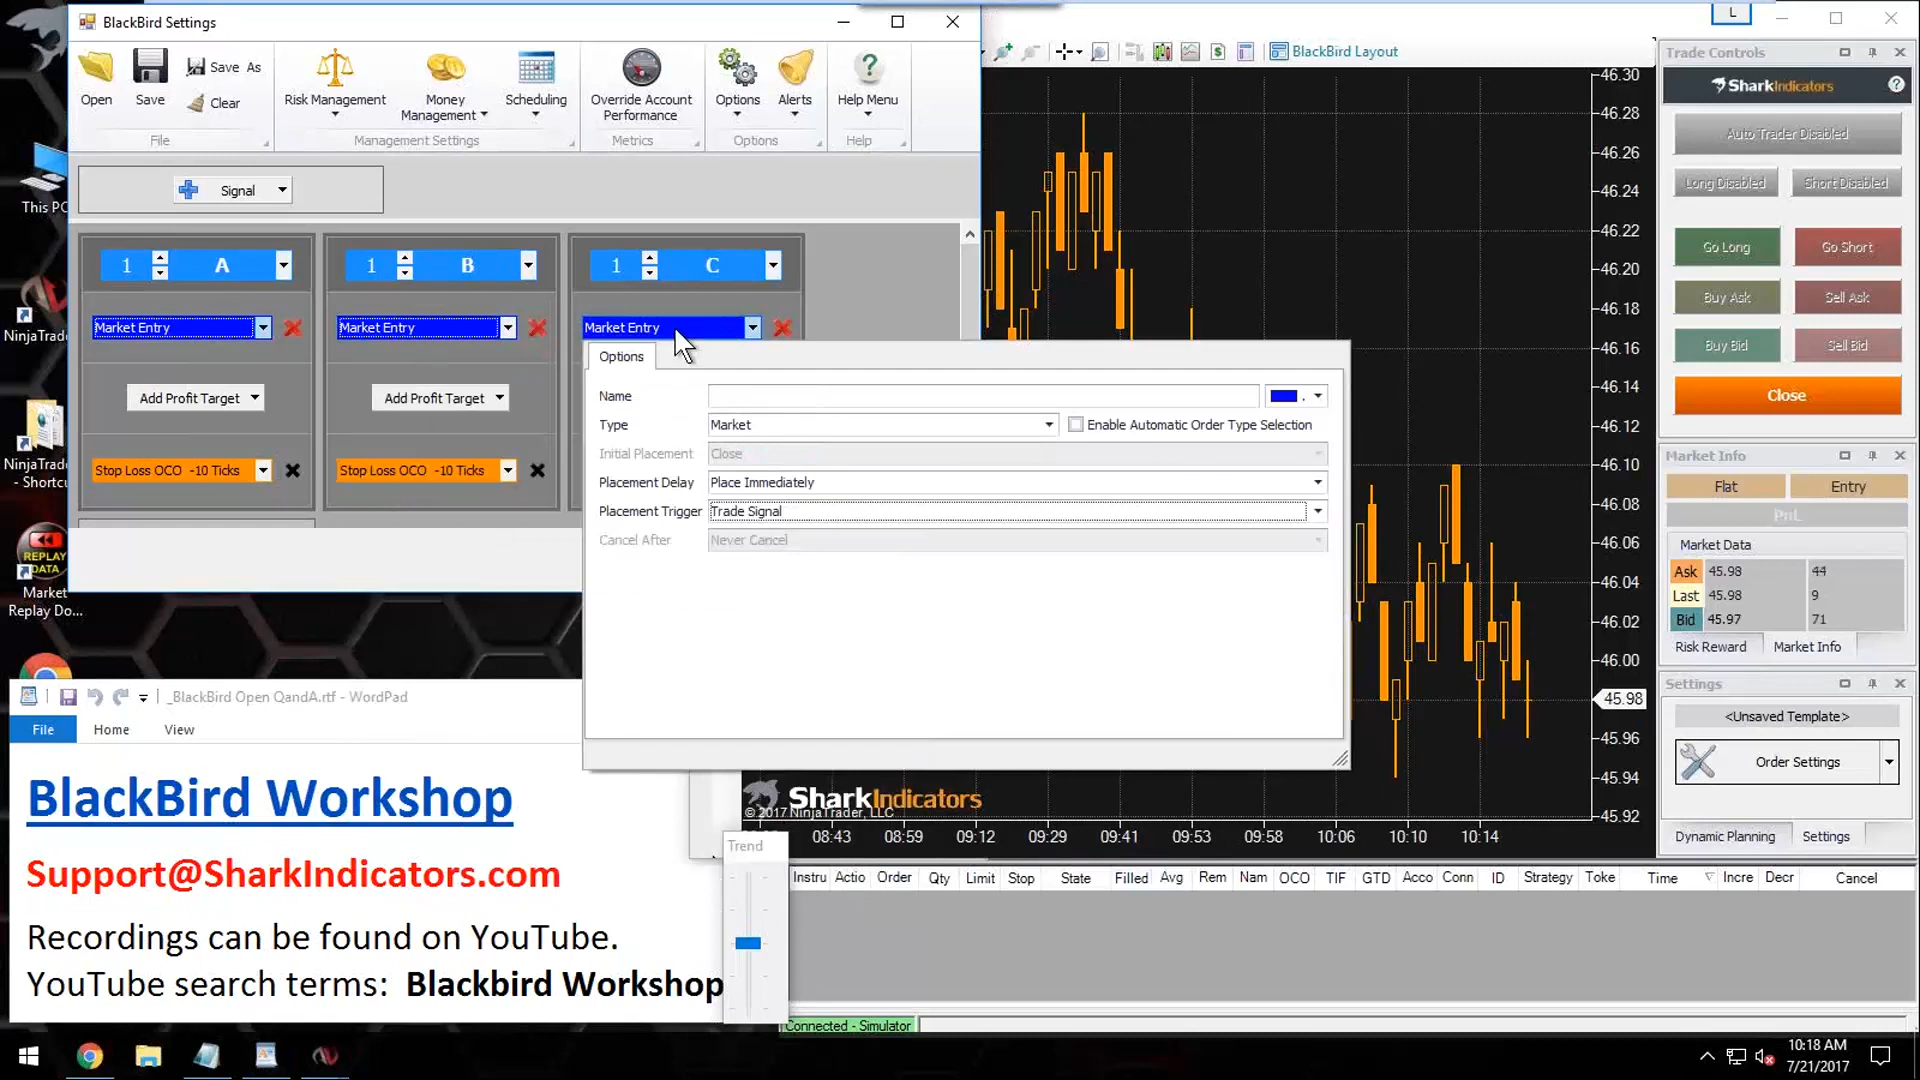 BlackBird Settings
Open
Save
Save As
Clear
Risk Management
Money Management
Scheduling
Override Account Performance
Options
Alerts
Help Menu
File
Management Settings
Metrics
Options
Help
Signal
1 A
1 B
1 C
Market Entry
Market Entry
Market Entry
Add Profit Target
Add Profit Target
Stop Loss OCO -10 Ticks
Stop Loss OCO -10 Ticks
Options
Name
Type Market
Enable Automatic Order Type Selection
Initial Placement Close
Placement Delay Place Immediately
Placement Trigger Trade Signal
Cancel After Never Cancel
This PC
NinjaTrade
NinjaTrade
- Shortcu
REPLAY
DATA
Market
Replay Do...
_BlackBird Open QandA.rtf - WordPad
File Home View
BlackBird Workshop
Support@SharkIndicators.com
Recordings can be found on YouTube.
YouTube search terms: Blackbird Workshop
L
BlackBird Layout
46.30
46.28
46.26
46.24
46.22
46.20
46.18
46.16
46.14
46.12
46.10
46.08
46.06
46.04
46.02
46.00
45.98
45.96
45.94
45.92
SharkIndicators
© 2017 NinjaTrader, LLC
08:43 08:59 09:12 09:29 09:41 09:53 09:58 10:06 10:10 10:14
Trend
Instru Actio Order Qty Limit Stop State Filled Avg Rem Nam OCO TIF GTD Acco Conn ID Strategy Toke Time Incre Decr Cancel
Connected - Simulator
Trade Controls
SharkIndicators
Auto Trader Disabled
Long Disabled
Short Disabled
Go Long
Go Short
Buy Ask
Sell Ask
Buy Bid
Sell Bid
Close
Market Info
Flat
Entry
PnL
Market Data
Ask 45.98 44
Last 45.98 9
Bid 45.97 71
Risk Reward Market Info
Settings
<Unsaved Template>
Order Settings
Dynamic Planning Settings
10:18 AM
7/21/2017